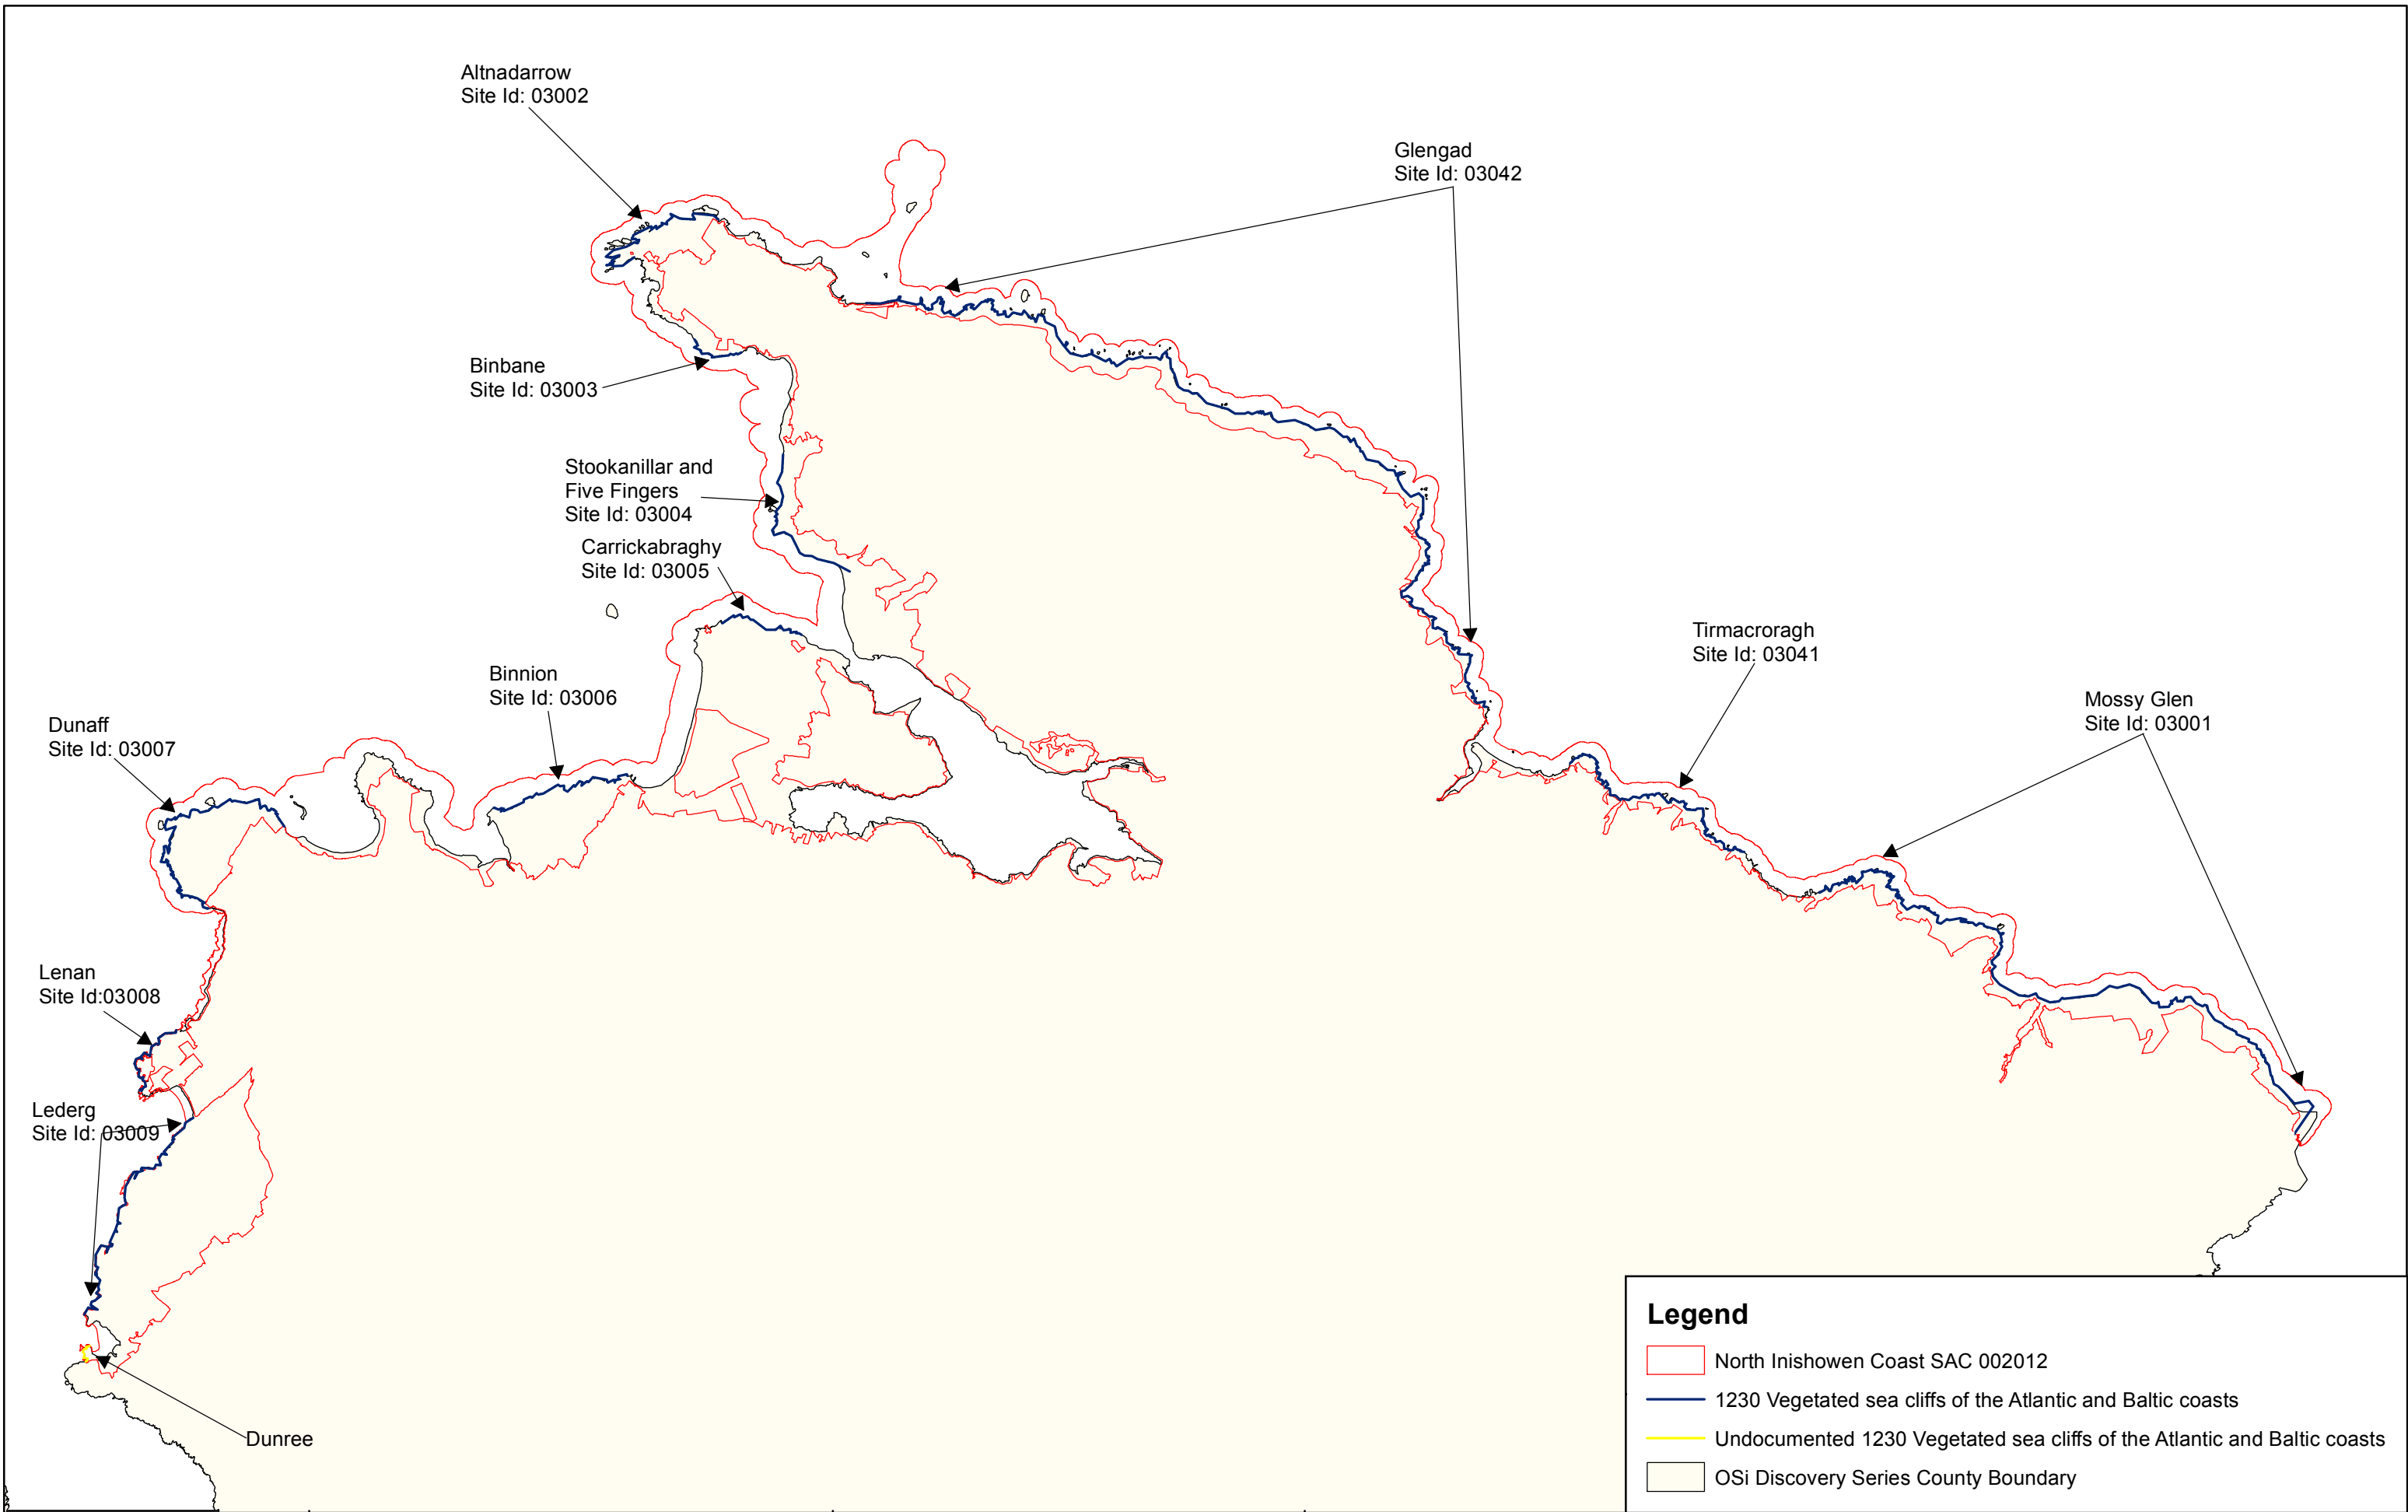 Altnadarrow
Site Id: 03002
Glengad
Site Id: 03042
Binbane
Site Id: 03003
Stookanillar and
Five Fingers
Site Id: 03004
Carrickabraghy
Site Id: 03005
Tirmacroragh
Site Id: 03041
Binnion
Site Id: 03006
Mossy Glen
Site Id: 03001
Dunaff
Site Id: 03007
Lenan
Site Id:03008
Lederg
Site Id: 03009
Dunree
Legend
North Inishowen Coast SAC 002012
1230 Vegetated sea cliffs of the Atlantic and Baltic coasts
Undocumented 1230 Vegetated sea cliffs of the Atlantic and Baltic coasts
OSi Discovery Series County Boundary